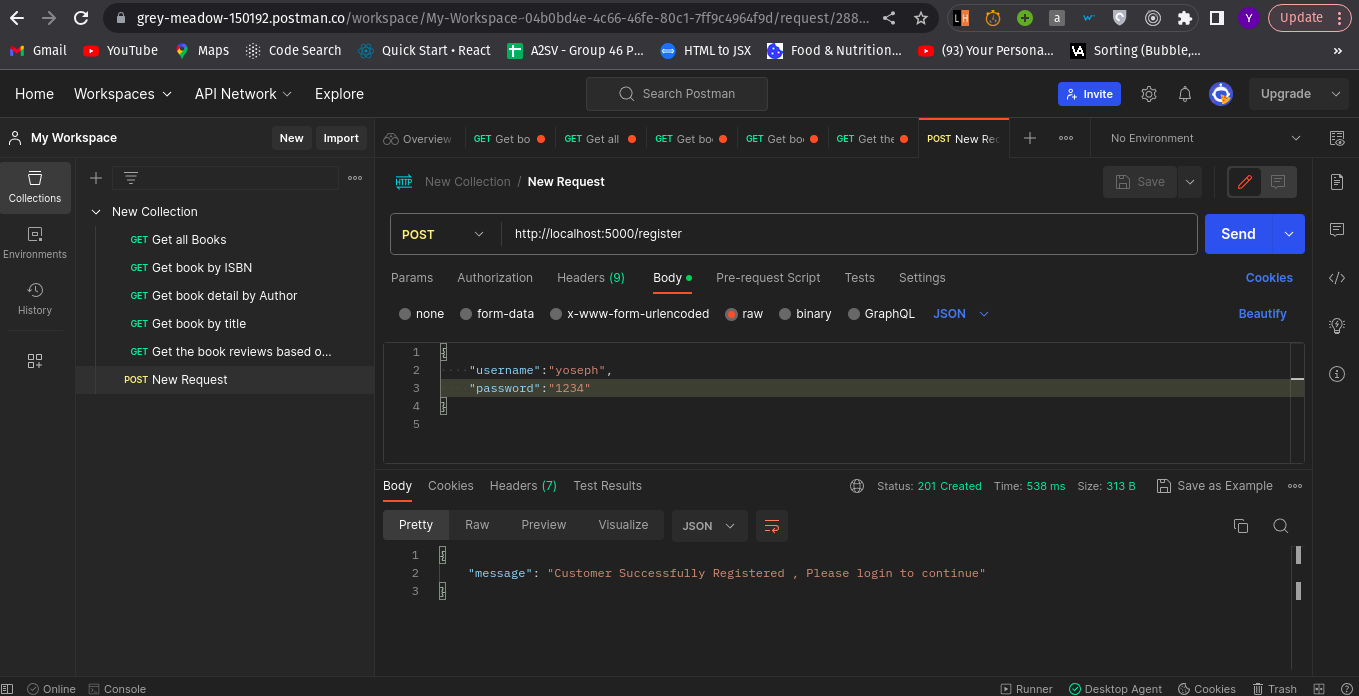 grey-meadow-150192.postman.co/workspace/My-Workspace-04b0bd4e-4c66-46fe-80c1-7ff9c4964f9d/request/288...
Y
Update
Gmail
YouTube
Maps
Code Search
Quick Start • React
A2SV - Group 46 P...
HTML to JSX
Food & Nutrition...
(93) Your Persona...
VA
Sorting (Bubble,...
»
Home
Workspaces
API Network
Explore
Search Postman
Invite
Upgrade
My Workspace
New
Import
Overview
GET Get bo
GET Get all
GET Get bo
GET Get bo
GET Get the
POST New Rec
No Environment
Collections
Environments
History
New Collection
GET Get all Books
GET Get book by ISBN
GET Get book detail by Author
GET Get book by title
GET Get the book reviews based o...
POST New Request
HTTP
New Collection / New Request
Save
POST
http://localhost:5000/register
Send
Params
Authorization
Headers (9)
Body
Pre-request Script
Tests
Settings
Cookies
none
form-data
x-www-form-urlencoded
raw
binary
GraphQL
JSON
Beautify
1 {
2 "username":"yoseph",
3 "password":"1234"
4 }
5
Body
Cookies
Headers (7)
Test Results
Status: 201 Created
Time: 538 ms
Size: 313 B
Save as Example
Pretty
Raw
Preview
Visualize
JSON
1 {
2 "message": "Customer Successfully Registered , Please login to continue"
3 }
Online
Console
Runner
Desktop Agent
Cookies
Trash